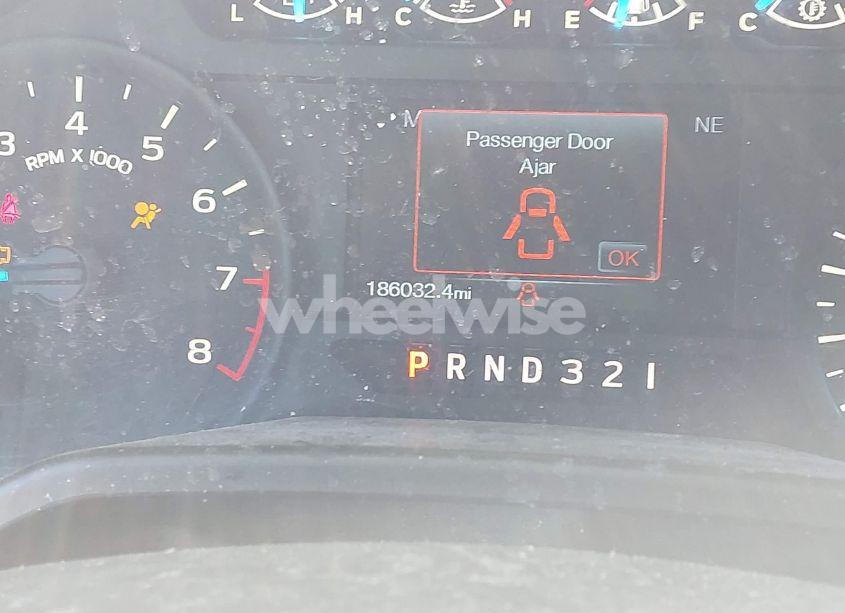 L H C H E F C
3 4 5 6 7 8
RPM X 1000
NE
Passenger Door
Ajar
OK
186032.4mi
wheelwise
P R N D 3 2 1